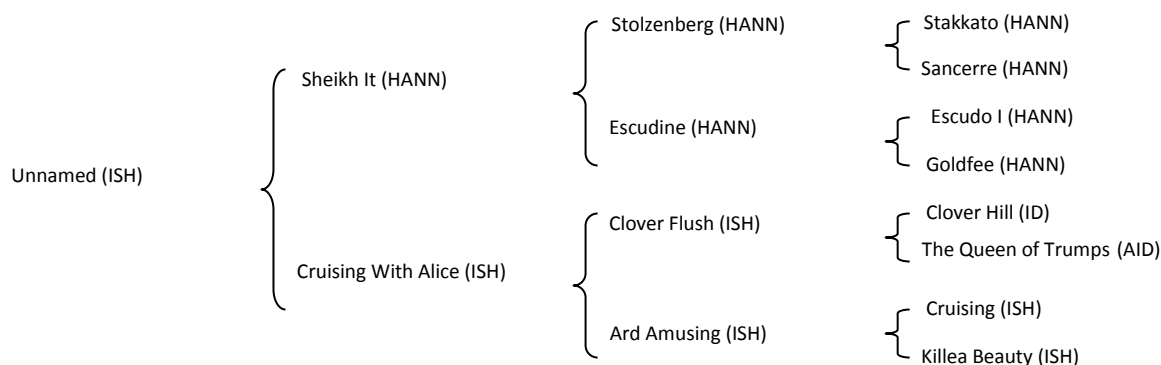 Stolzenberg (HANN)
Stakkato (HANN)
Sancerre (HANN)
Sheikh It (HANN)
Escudine (HANN)
Escudo I (HANN)
Goldfee (HANN)
Unnamed (ISH)
Clover Flush (ISH)
Clover Hill (ID)
The Queen of Trumps (AID)
Cruising With Alice (ISH)
Ard Amusing (ISH)
Cruising (ISH)
Killea Beauty (ISH)